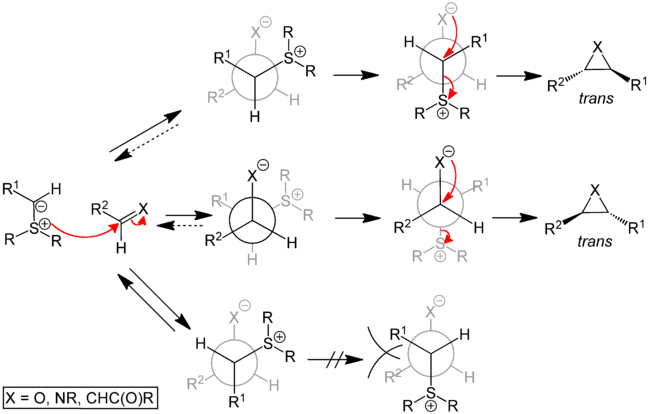 X ⊖
R¹ S ⊕ R
R
R² H
H
X ⊖
H R¹
R² H
R S R
⊕
X
R² R¹
trans
R¹ H
⊖
S ⊕
R R
R² X
H
X ⊖
R¹ S ⊕ R
R
R² H
H
X ⊖
H R¹
R² H
R S R
⊕
X
R² R¹
trans
X ⊖
H S ⊕ R
R
R² H
R¹
X ⊖
R¹ H
R² H
R S R
⊕
X = O, NR, CHC(O)R